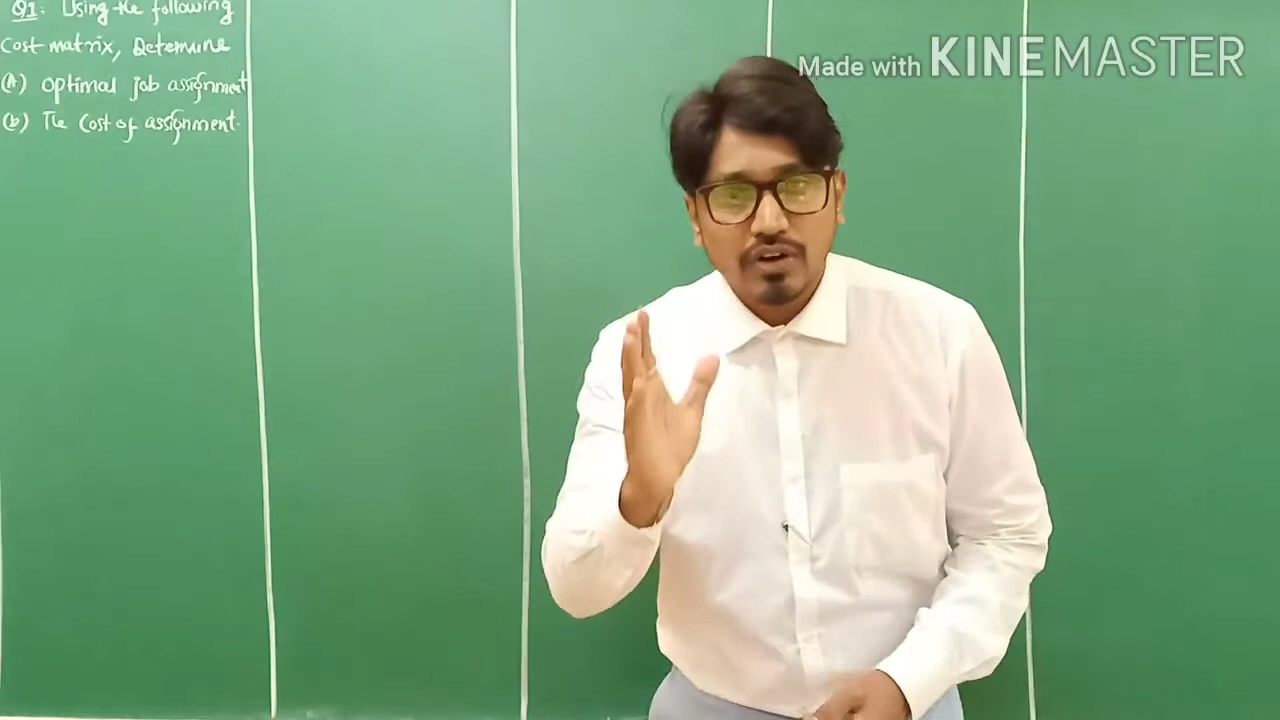 Q1: Using the following
Cost matrix, Determine
(A) Optimal job assignment
(b) The Cost of assignment.
Made with KINEMASTER